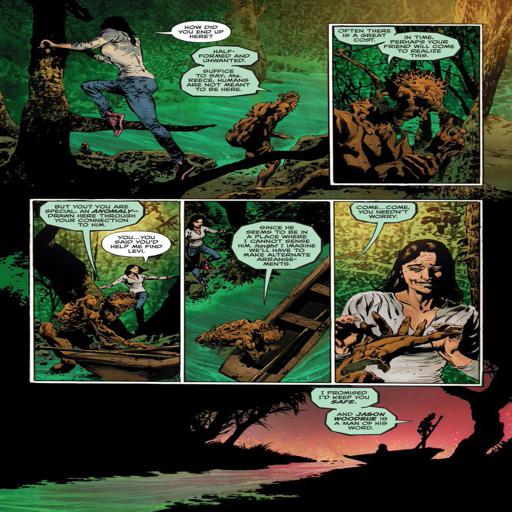 HOW DID
YOU END UP
HERE?
HALF-
FORMED AND
UNWANTED.
SUFFICE
TO SAY, MS.
REECE, HUMANS
ARE NOT MEANT
TO BE HERE.
OFTEN THERE
IS A GREAT
COST.
IN TIME,
PERHAPS YOUR
FRIEND WILL COME
TO REALIZE
THIS.
BUT YOU? YOU ARE
SPECIAL. AN ANOMALY--
DRAWN HERE THROUGH
YOUR CONNECTION
TO HIM.
YOU...YOU
SAID YOU'D
HELP ME FIND
LEVI.
SINCE HE
SEEMS TO BE IN
A PLACE WHERE
I CANNOT SENSE
HIM, ≶UNGH!≷ I IMAGINE
WE'LL HAVE TO
MAKE ALTERNATE
ARRANGE-
MENTS.
COME...COME,
YOU NEEDN'T
WORRY.
I PROMISED
I'D KEEP YOU
SAFE.
AND JASON
WOODRUE IS
A MAN OF HIS
WORD.